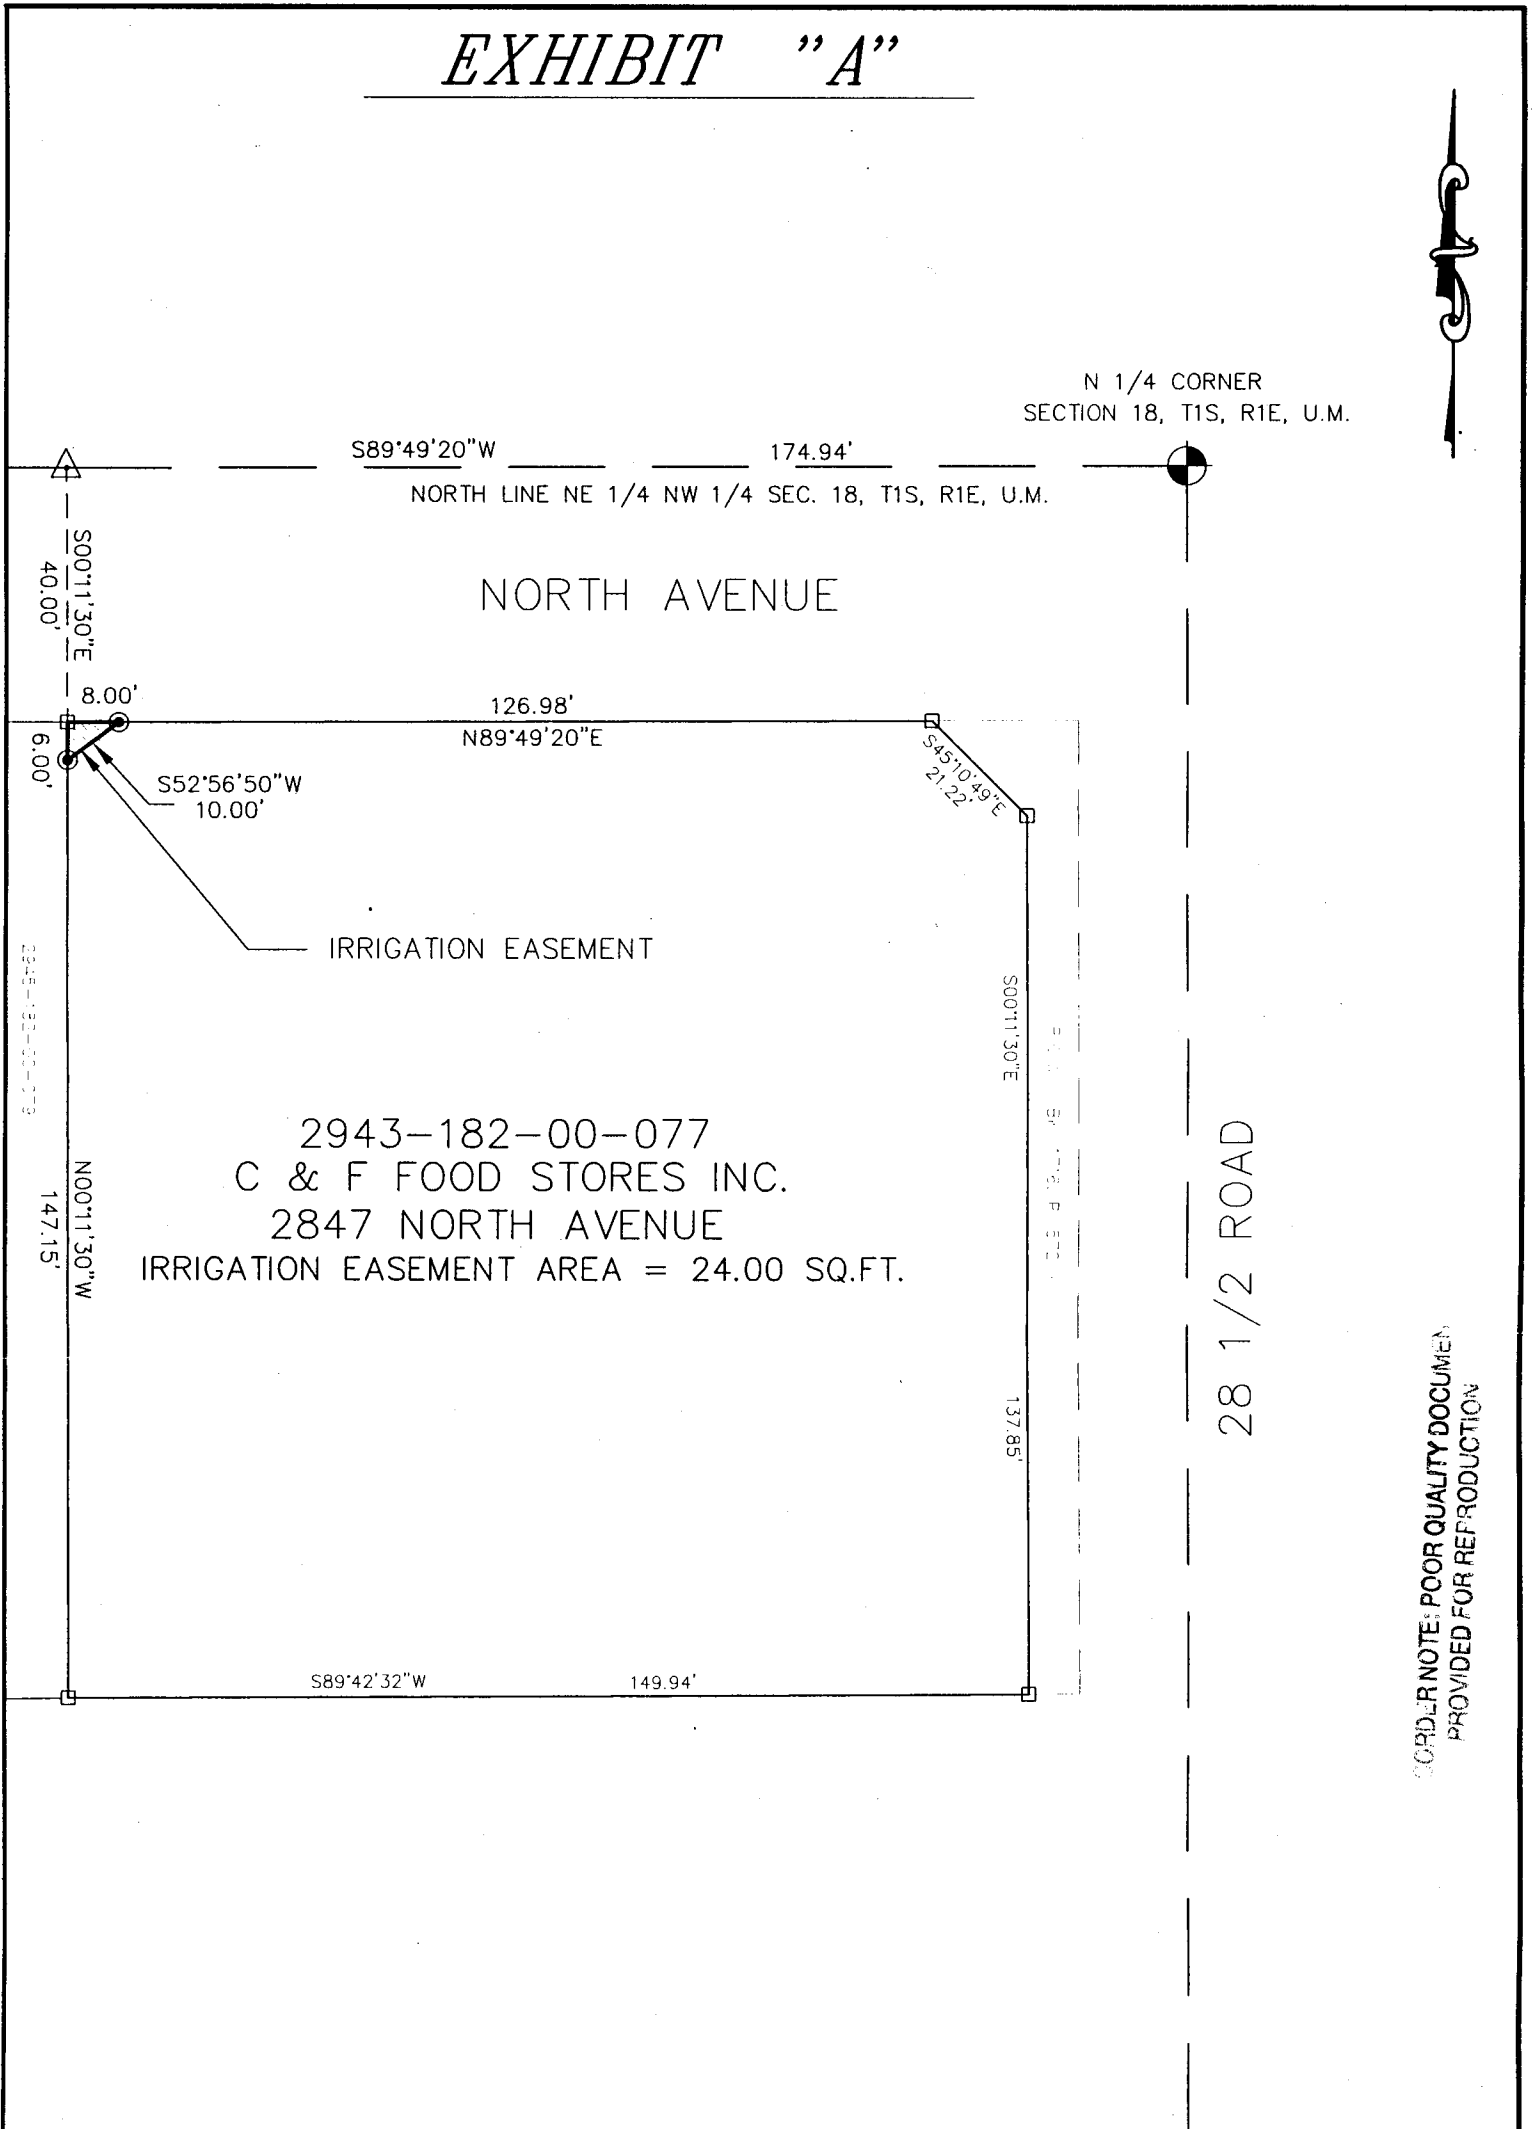 EXHIBIT "A"
N 1/4 CORNER
SECTION 18, T1S, R1E, U.M.
S89°49'20"W 174.94'
NORTH LINE NE 1/4 NW 1/4 SEC. 18, T1S, R1E, U.M.
S00°11'30"E
40.00'
NORTH AVENUE
8.00'
126.98'
N89°49'20"E
6.00'
S52°56'50"W
10.00'
S45°10'49"E
21.22'
IRRIGATION EASEMENT
S00°11'30"E
137.85'
2943-182-00-077
C & F FOOD STORES INC.
2847 NORTH AVENUE
IRRIGATION EASEMENT AREA = 24.00 SQ.FT.
N00°11'30"W
147.15'
28 1/2 ROAD
S89°42'32"W 149.94'
NOTE: POOR QUALITY
PROVIDED FOR REPRODUCTION